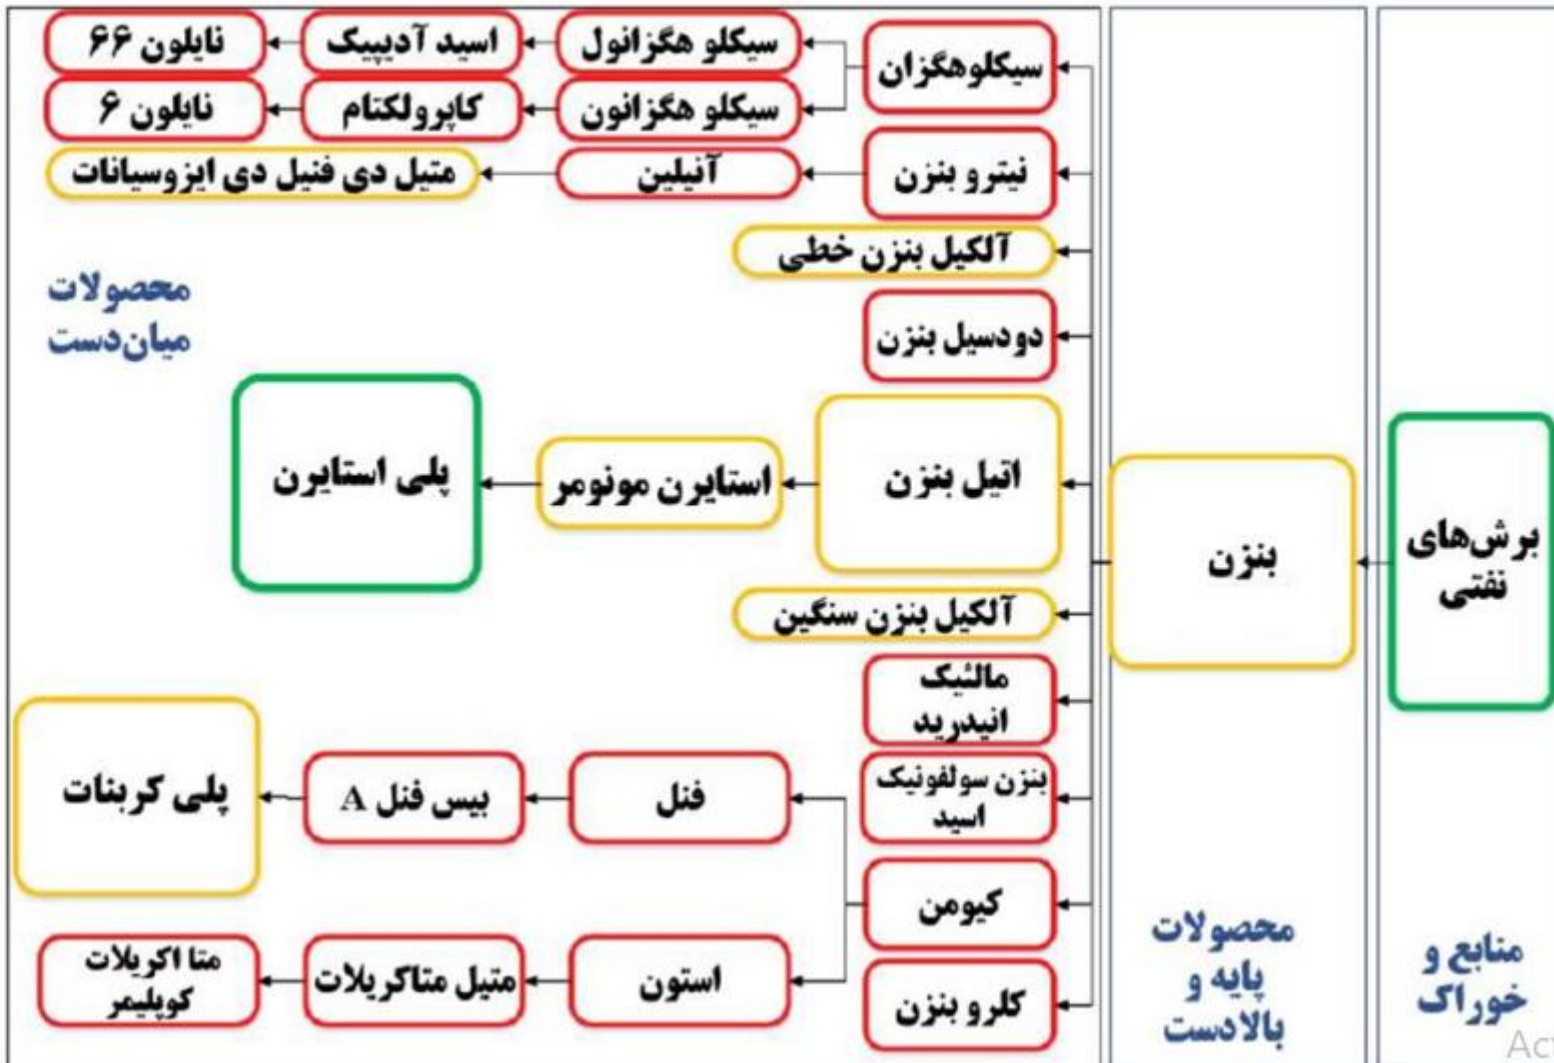 برش‌های
نفتی
منابع و
خوراک
بنزن
محصولات
پایه و
بالادست
سیکلوهگزان
سیکلو هگزانول
اسید آدیپیک
نایلون ۶۶
سیکلو هگزانون
کاپرولکتام
نایلون ۶
نیترو بنزن
آنیلین
متیل دی فنیل دی ایزوسیانات
آلکیل بنزن خطی
دودسیل بنزن
محصولات
میان‌دست
اتیل بنزن
استایرن مونومر
پلی استایرن
آلکیل بنزن سنگین
مالئیک
انیدرید
بنزن سولفونیک
اسید
کیومن
فنل
بیس فنل A
پلی کربنات
استون
متیل متاکریلات
متا اکریلات
کوپلیمر
کلرو بنزن
Act